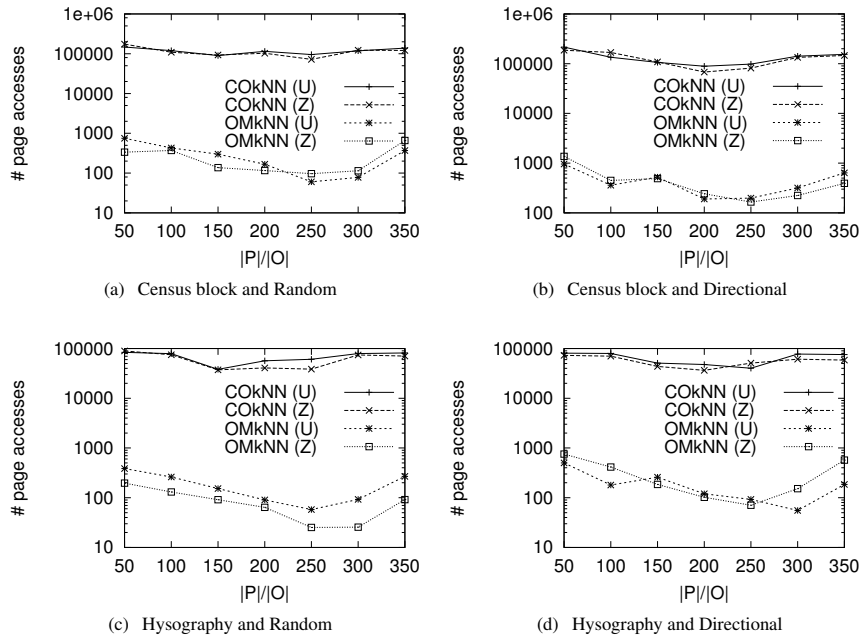 # page accesses
1e+06
100000
10000
1000
100
10
COkNN (U)
COkNN (Z)
OMkNN (U)
OMkNN (Z)
50 100 150 200 250 300 350
|P|/|O|
(a) Census block and Random
# page accesses
1e+06
100000
10000
1000
100
COkNN (U)
COkNN (Z)
OMkNN (U)
OMkNN (Z)
50 100 150 200 250 300 350
|P|/|O|
(b) Census block and Directional
# page accesses
100000
10000
1000
100
10
COkNN (U)
COkNN (Z)
OMkNN (U)
OMkNN (Z)
50 100 150 200 250 300 350
|P|/|O|
(c) Hysography and Random
# page accesses
100000
10000
1000
100
10
COkNN (U)
COkNN (Z)
OMkNN (U)
OMkNN (Z)
50 100 150 200 250 300 350
|P|/|O|
(d) Hysography and Directional